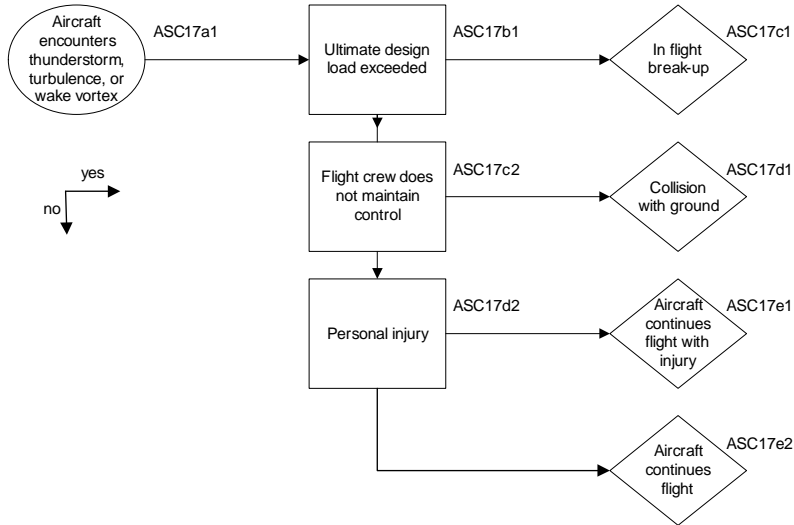 Aircraft
encounters
thunderstorm,
turbulence, or
wake vortex
ASC17a1
Ultimate design
load exceeded
ASC17b1
In flight
break-up
ASC17c1
yes
no
Flight crew does
not maintain
control
ASC17c2
Collision
with ground
ASC17d1
Personal injury
ASC17d2
Aircraft
continues
flight with
injury
ASC17e1
Aircraft
continues
flight
ASC17e2